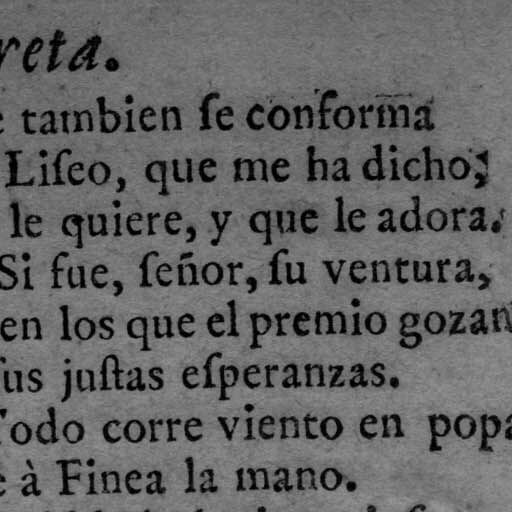 reta.
e tambien ſe conforma
Liſeo, que me ha dicho;
le quiere, y que le adora.
Si fue, ſeñor, ſu ventura,
en los que el premio gozan
ſus juſtas eſperanzas.
Todo corre viento en popa
e à Finea la mano.